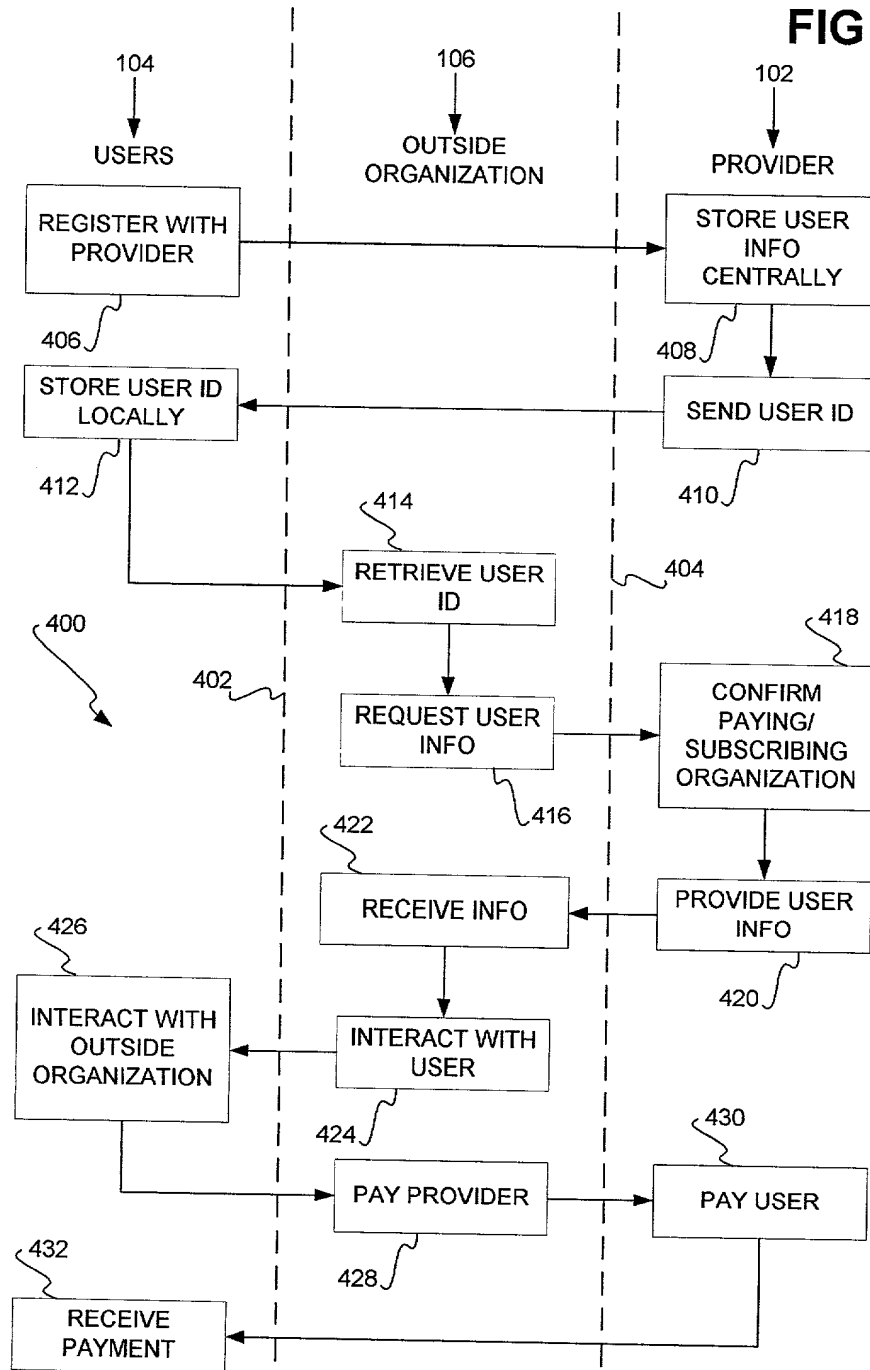 FIG
104
106
102
USERS
OUTSIDE
ORGANIZATION
PROVIDER
REGISTER WITH
PROVIDER
STORE USER
INFO
CENTRALLY
406
408
STORE USER ID
LOCALLY
SEND USER ID
412
410
414
RETRIEVE USER
ID
404
400
418
402
REQUEST USER
INFO
CONFIRM
PAYING/
SUBSCRIBING
ORGANIZATION
416
422
RECEIVE INFO
PROVIDE USER
INFO
426
420
INTERACT WITH
OUTSIDE
ORGANIZATION
INTERACT WITH
USER
424
430
PAY PROVIDER
PAY USER
428
432
RECEIVE
PAYMENT